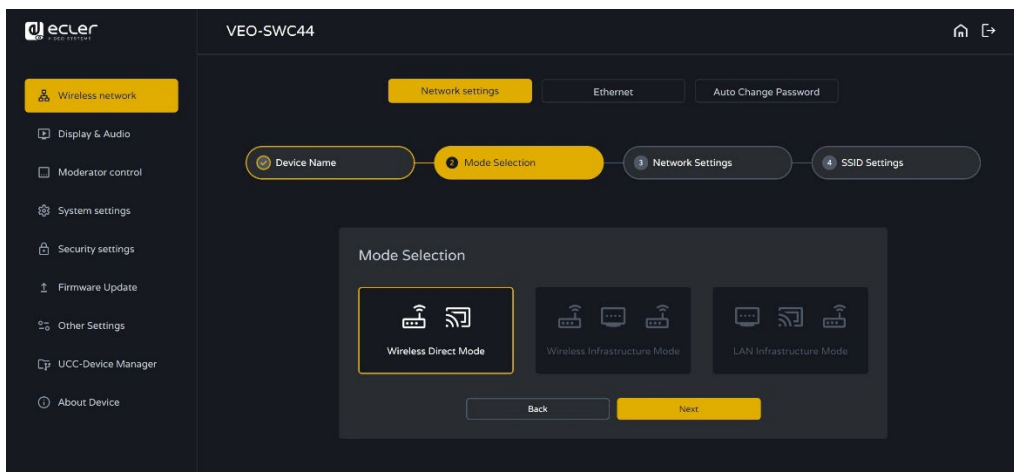 ecler
VEO-SWC44
Wireless network
Display & Audio
Moderator control
System settings
Security settings
Firmware Update
Other Settings
UCC-Device Manager
About Device
Network settings
Ethernet
Auto Change Password
Device Name
2 Mode Selection
3 Network Settings
4 SSID Settings
Mode Selection
Wireless Direct Mode
Wireless Infrastructure Mode
LAN Infrastructure Mode
Back
Next